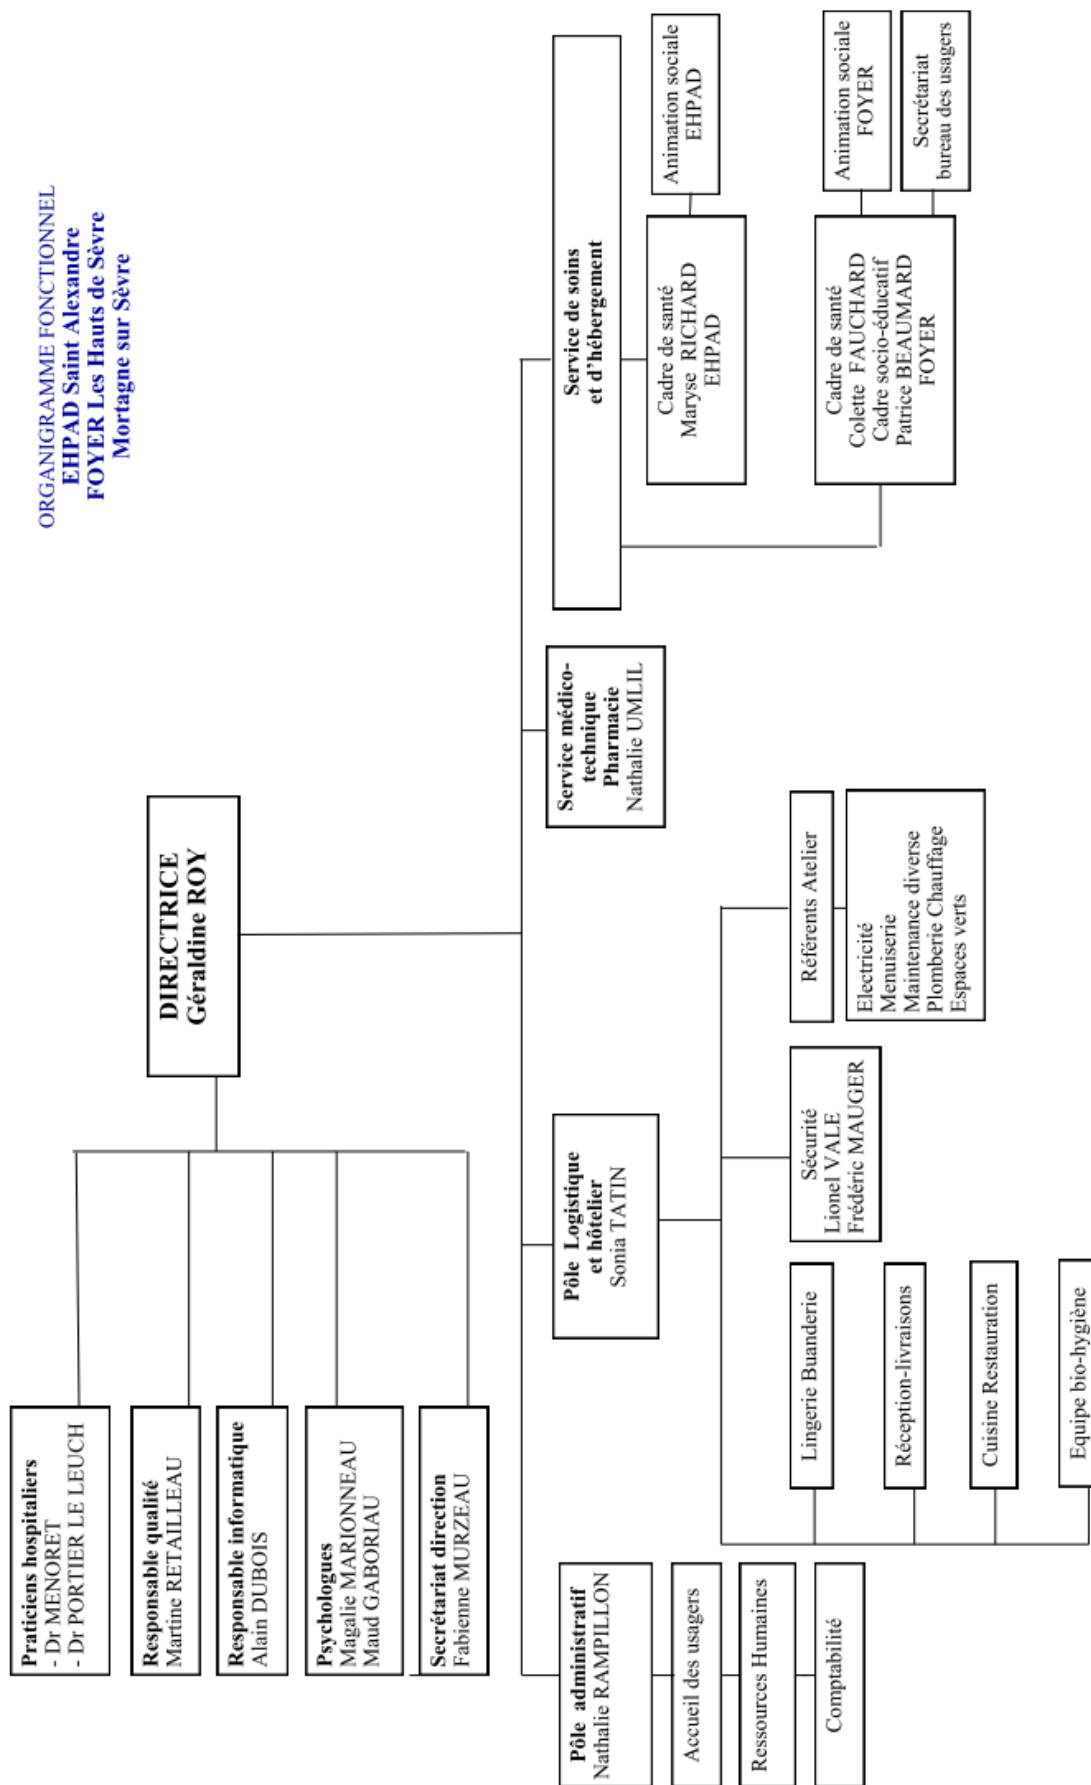 ORGANIGRAMME FONCTIONNEL
EHPAD Saint Alexandre
FOYER Les Hauts de Sèvre
Mortagne sur Sèvre
DIRECTRICE
Géraldine ROY
Praticiens hospitaliers
- Dr MENORET
- Dr PORTIER LE LEUCH
Responsable qualité
Martine RETAILLEAU
Responsable informatique
Alain DUBOIS
Psychologues
Magalie MARIONNEAU
Maud GABORIAU
Secrétariat direction
Fabienne MURZEAU
Pôle administratif
Nathalie RAMPILLON
Accueil des usagers
Ressources Humaines
Comptabilité
Pôle Logistique
et hôtelier
Sonia TATIN
Lingerie Buanderie
Réception-livraisons
Cuisine Restauration
Equipe bio-hygiène
Sécurité
Lionel VALE
Frédéric MAUGER
Référents Atelier
Electricité
Menuiserie
Maintenance diverse
Plomberie Chauffage
Espaces verts
Service médico-
technique
Pharmacie
Nathalie UMLIL
Service de soins
et d'hébergement
Cadre de santé
Maryse RICHARD
EHPAD
Animation sociale
EHPAD
Cadre de santé
Colette FAUCHARD
Cadre socio-éducatif
Patrice BEAUMARD
FOYER
Animation sociale
FOYER
Secrétariat
bureau des usagers